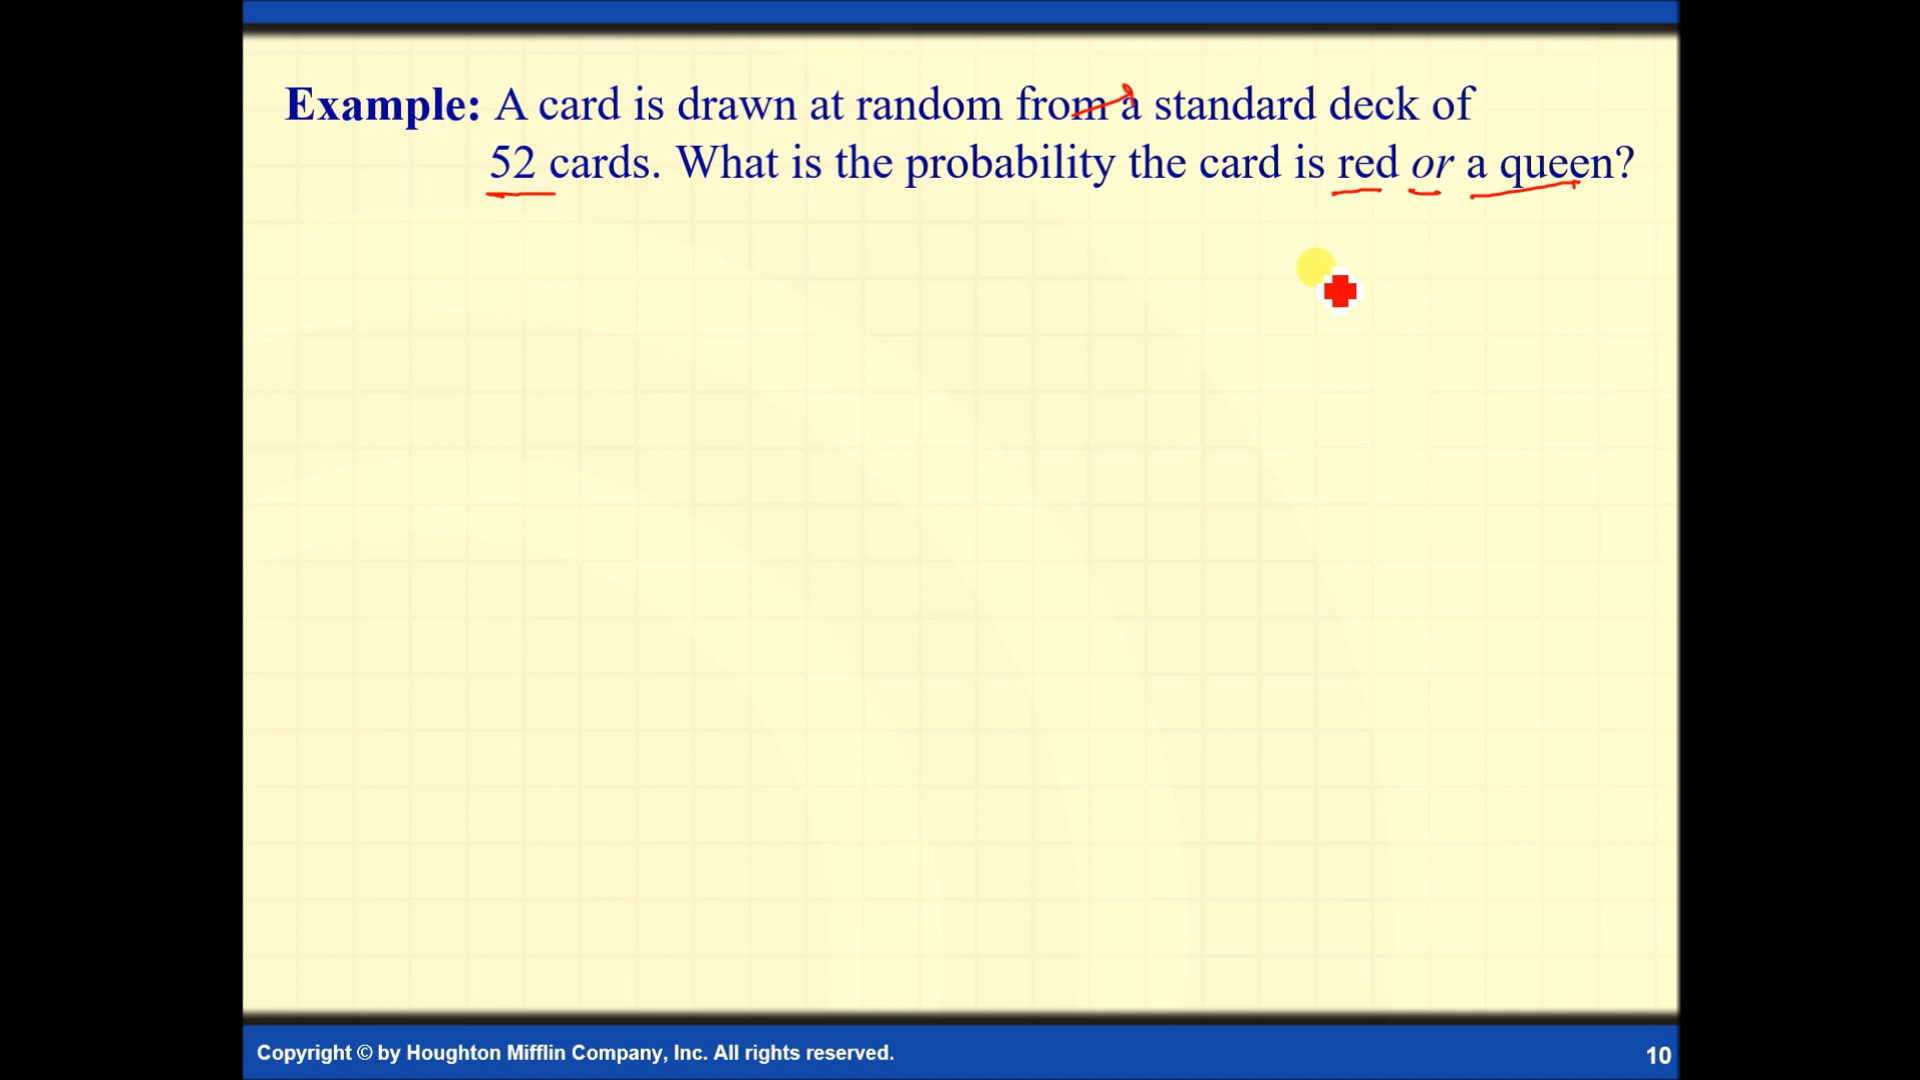 Example: A card is drawn at random from a standard deck of
52 cards. What is the probability the card is red or a queen?
Copyright © by Houghton Mifflin Company, Inc. All rights reserved.
10